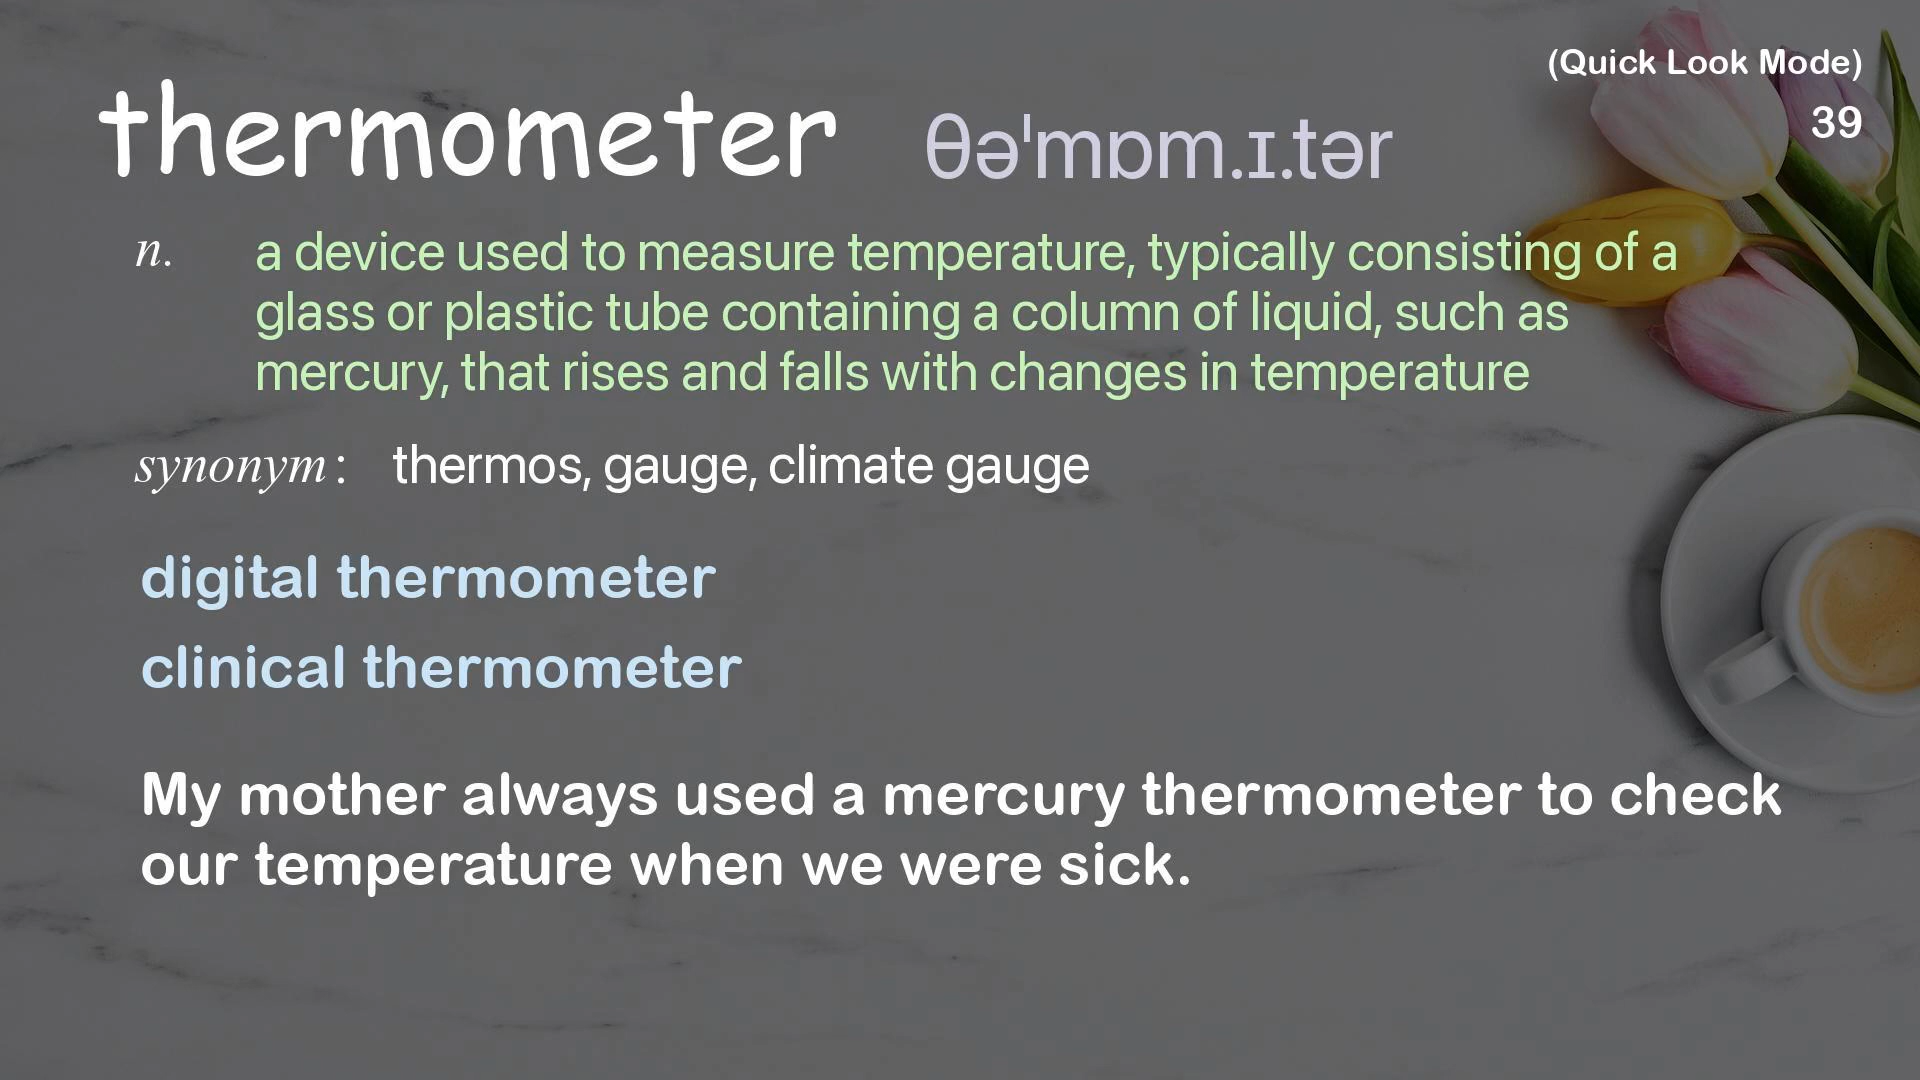 (Quick Look Mode)
thermometer θəˈmɒm.ɪ.tər
39
n. a device used to measure temperature, typically consisting of a
glass or plastic tube containing a column of liquid, such as
mercury, that rises and falls with changes in temperature
synonym: thermos, gauge, climate gauge
digital thermometer
clinical thermometer
My mother always used a mercury thermometer to check
our temperature when we were sick.